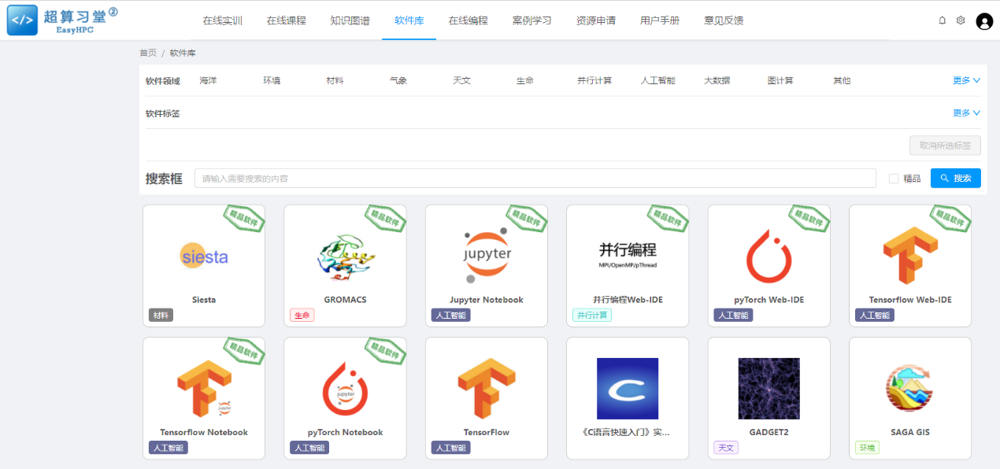 超算习堂② EasyHPC
在线实训 在线课程 知识图谱 软件库 在线编程 案例学习 资源申请 用户手册 意见反馈
首页 / 软件库
软件领域 海洋 环境 材料 气象 天文 生命 并行计算 人工智能 大数据 图计算 其他 更多
软件标签 更多
取消所选标签
搜索框 请输入需要搜索的内容 精品 搜索
精品软件 精品软件 精品软件 精品软件 精品软件 精品软件
siesta jupyter 并行编程
MPI/OpenMP/pThread
Siesta GROMACS Jupyter Notebook 并行编程Web-IDE pyTorch Web-IDE Tensorflow Web-IDE
材料 生命 人工智能 并行计算 人工智能 人工智能
精品软件 精品软件
jupyter jupyter C
Tensorflow Notebook pyTorch Notebook TensorFlow 《C语言快速入门》实... GADGET2 SAGA GIS
人工智能 人工智能 人工智能 天文 环境